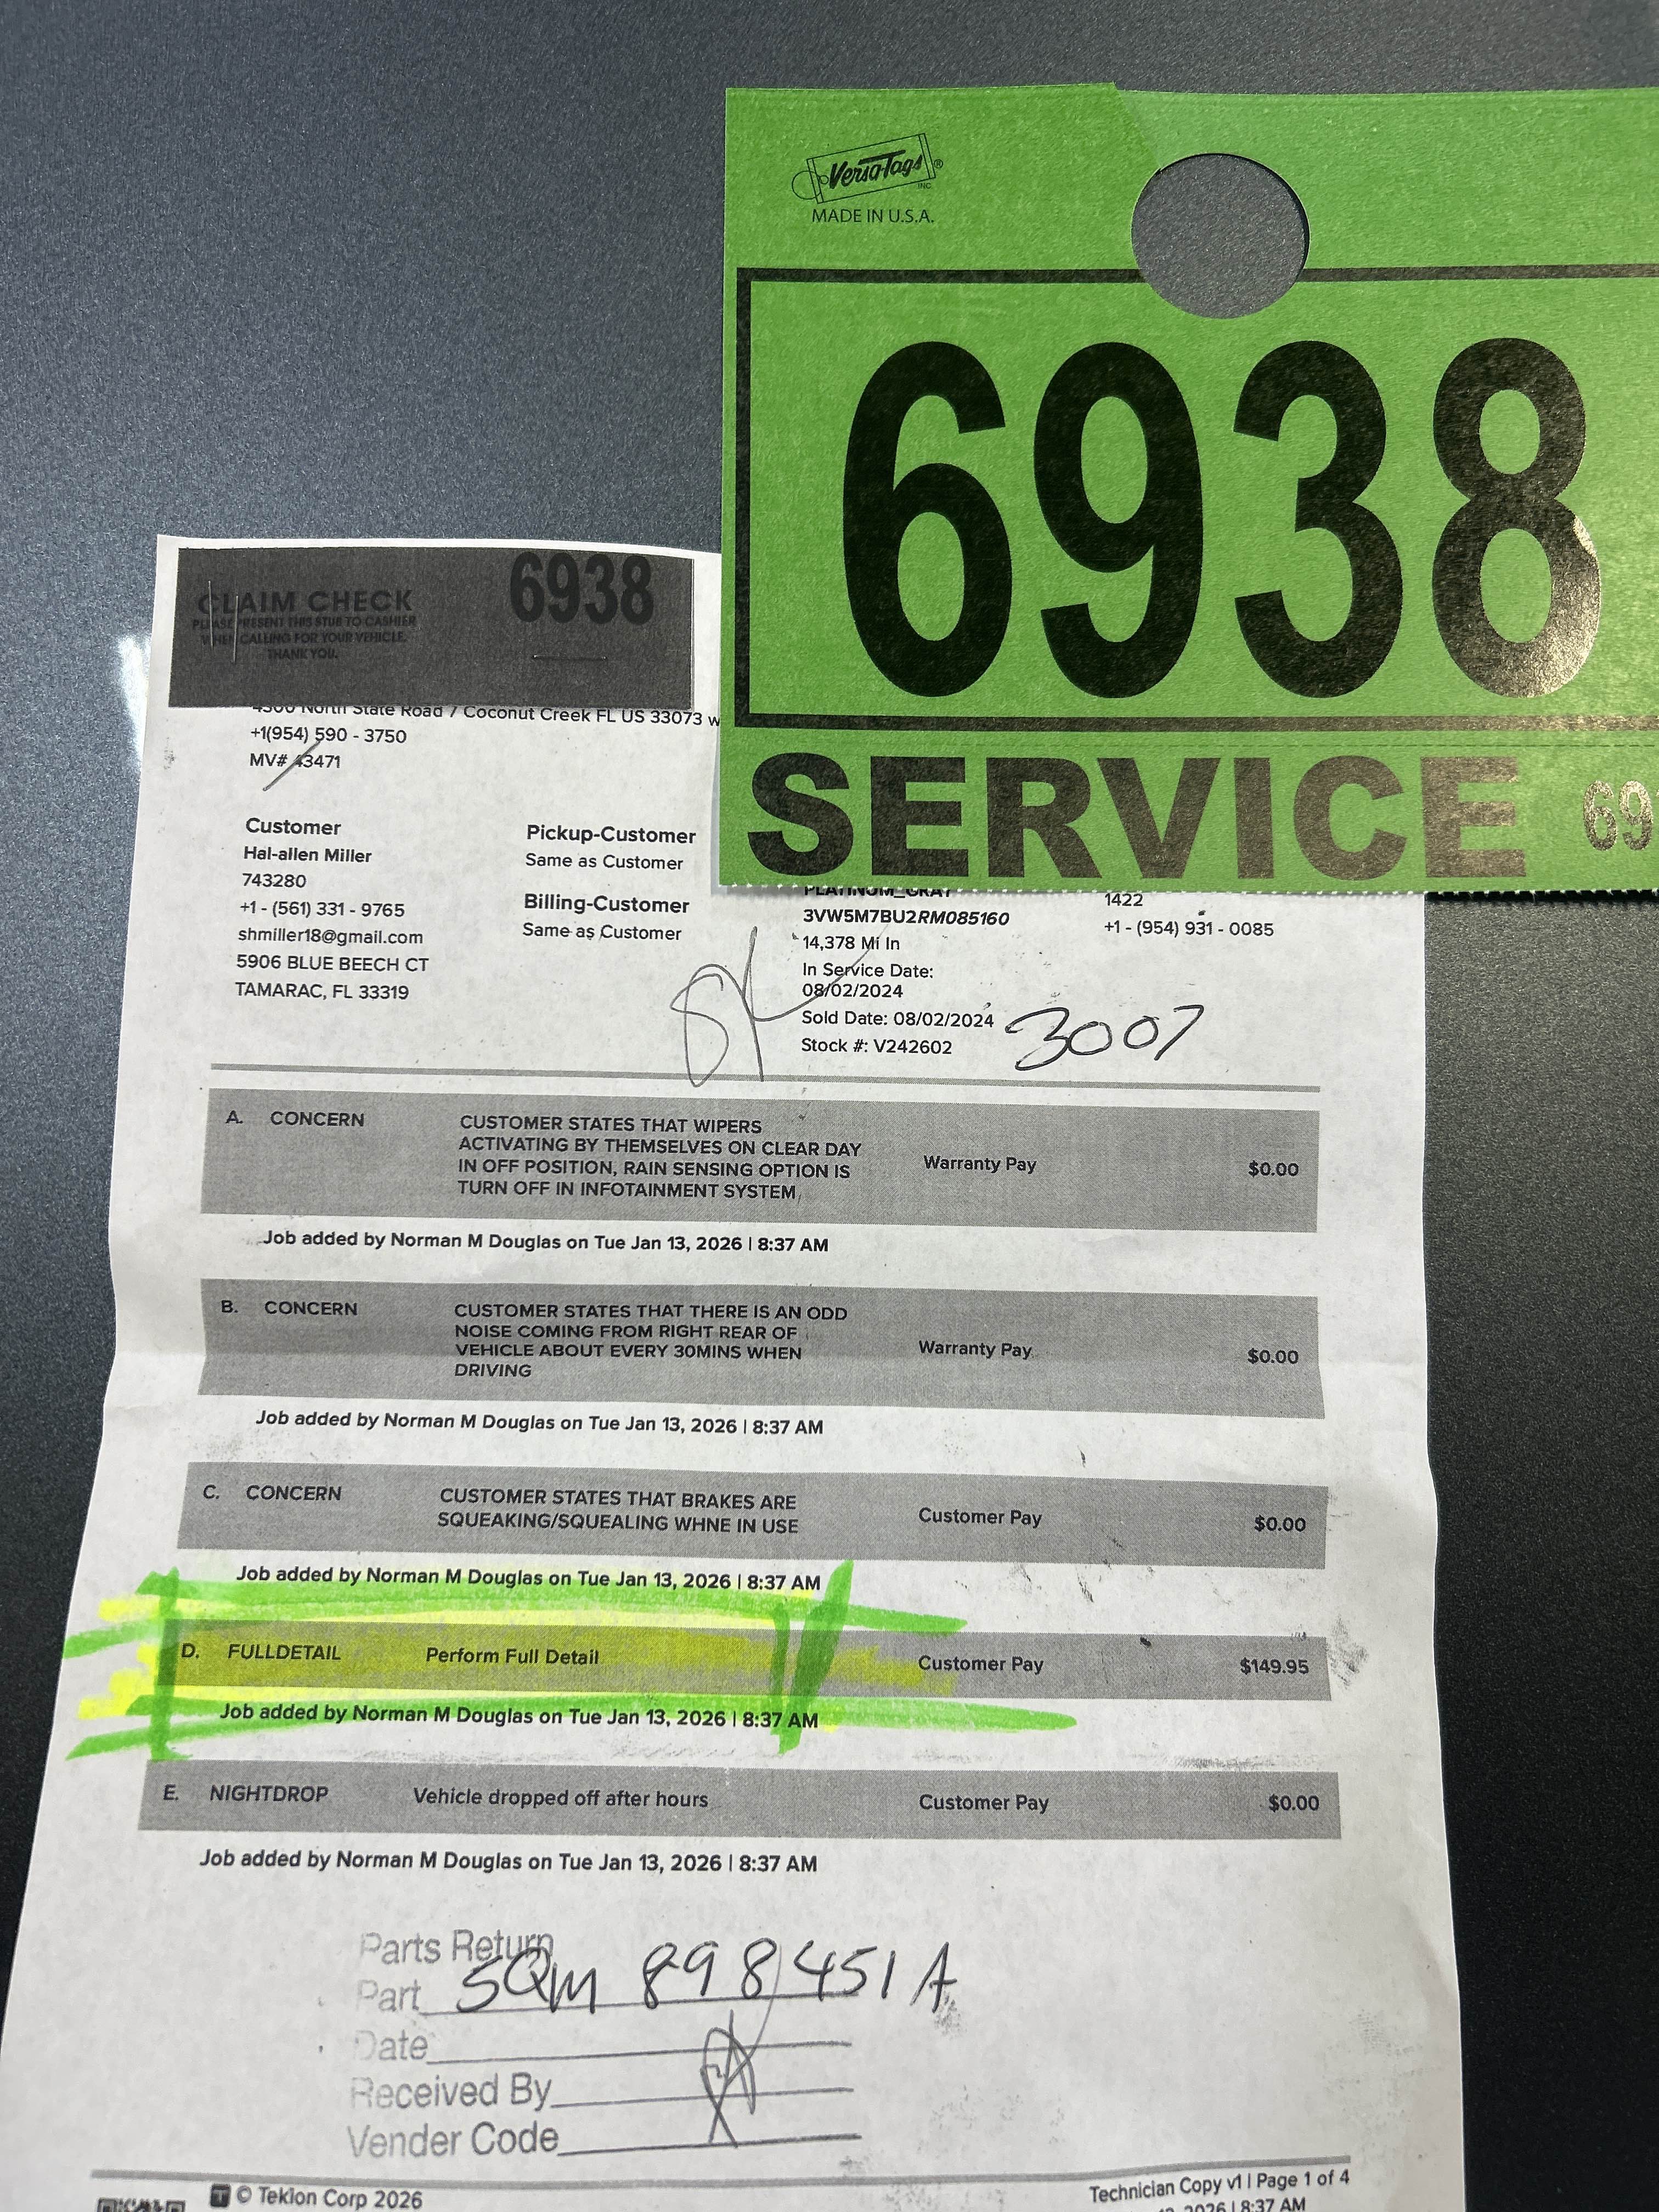 VersaTags®
INC.
MADE IN U.S.A.
6938
SERVICE 69
CLAIM CHECK
PLEASE PRESENT THIS STUB TO CASHIER
WHEN CALLING FOR YOUR VEHICLE.
THANK YOU.
6938
4300 North State Road 7 Coconut Creek FL US 33073 w
+1(954) 590 - 3750
MV# 43471
Customer
Hal-allen Miller
743280
+1 - (561) 331 - 9765
shmiller18@gmail.com
5906 BLUE BEECH CT
TAMARAC, FL 33319
Pickup-Customer
Same as Customer
Billing-Customer
Same as Customer
PLATINUM_GRAY
3VW5M7BU2RM085160
14,378 Mi In
In Service Date:
08/02/2024
Sold Date: 08/02/2024
Stock #: V242602
1422
+1 - (954) 931 - 0085
3007
A. CONCERN CUSTOMER STATES THAT WIPERS
ACTIVATING BY THEMSELVES ON CLEAR DAY
IN OFF POSITION, RAIN SENSING OPTION IS
TURN OFF IN INFOTAINMENT SYSTEM,
Warranty Pay $0.00
Job added by Norman M Douglas on Tue Jan 13, 2026 | 8:37 AM
B. CONCERN CUSTOMER STATES THAT THERE IS AN ODD
NOISE COMING FROM RIGHT REAR OF
VEHICLE ABOUT EVERY 30MINS WHEN
DRIVING
Warranty Pay $0.00
Job added by Norman M Douglas on Tue Jan 13, 2026 | 8:37 AM
C. CONCERN CUSTOMER STATES THAT BRAKES ARE
SQUEAKING/SQUEALING WHNE IN USE
Customer Pay $0.00
Job added by Norman M Douglas on Tue Jan 13, 2026 | 8:37 AM
D. FULLDETAIL Perform Full Detail Customer Pay $149.95
Job added by Norman M Douglas on Tue Jan 13, 2026 | 8:37 AM
E. NIGHTDROP Vehicle dropped off after hours Customer Pay $0.00
Job added by Norman M Douglas on Tue Jan 13, 2026 | 8:37 AM
Parts Return
Part 5QM 898 451 A
Date
Received By
Vender Code
© Tekion Corp 2026
Technician Copy v1 | Page 1 of 4
2026 | 8:37 AM